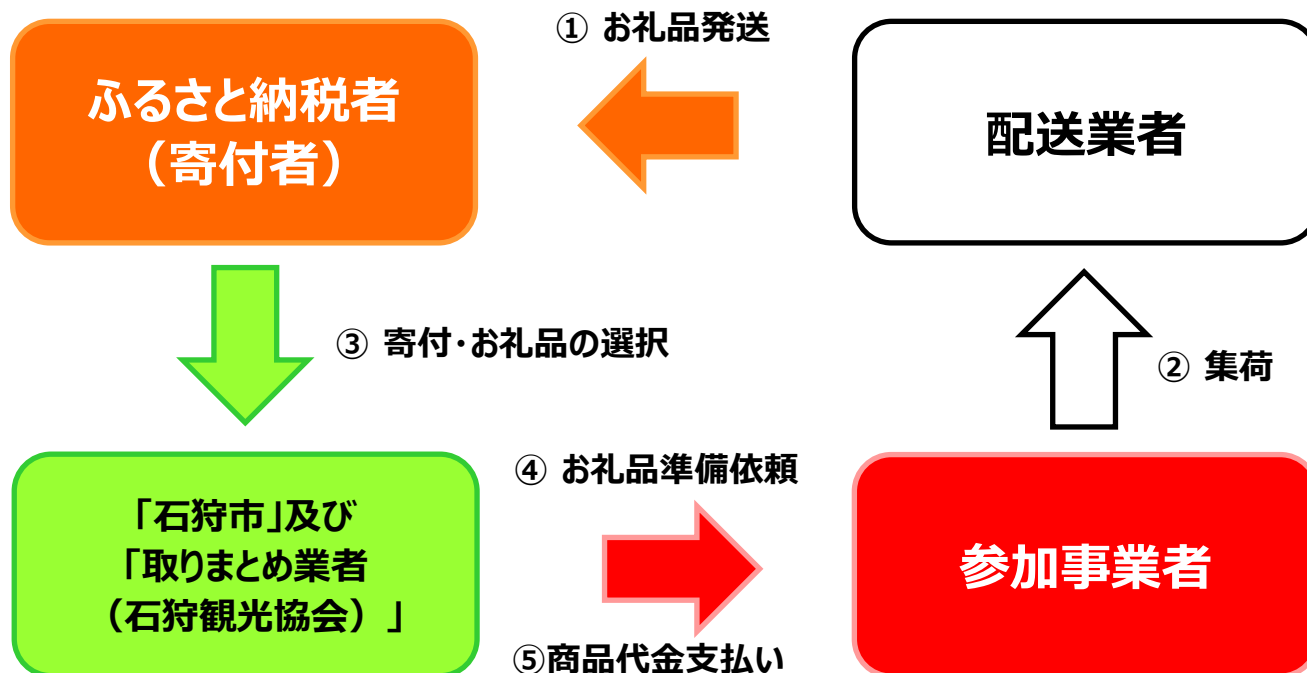 ① お礼品発送
ふるさと納税者
（寄付者）
配送業者
③ 寄付・お礼品の選択
② 集荷
④ お礼品準備依頼
「石狩市」及び
「取りまとめ業者
（石狩観光協会）」
参加事業者
⑤商品代金支払い